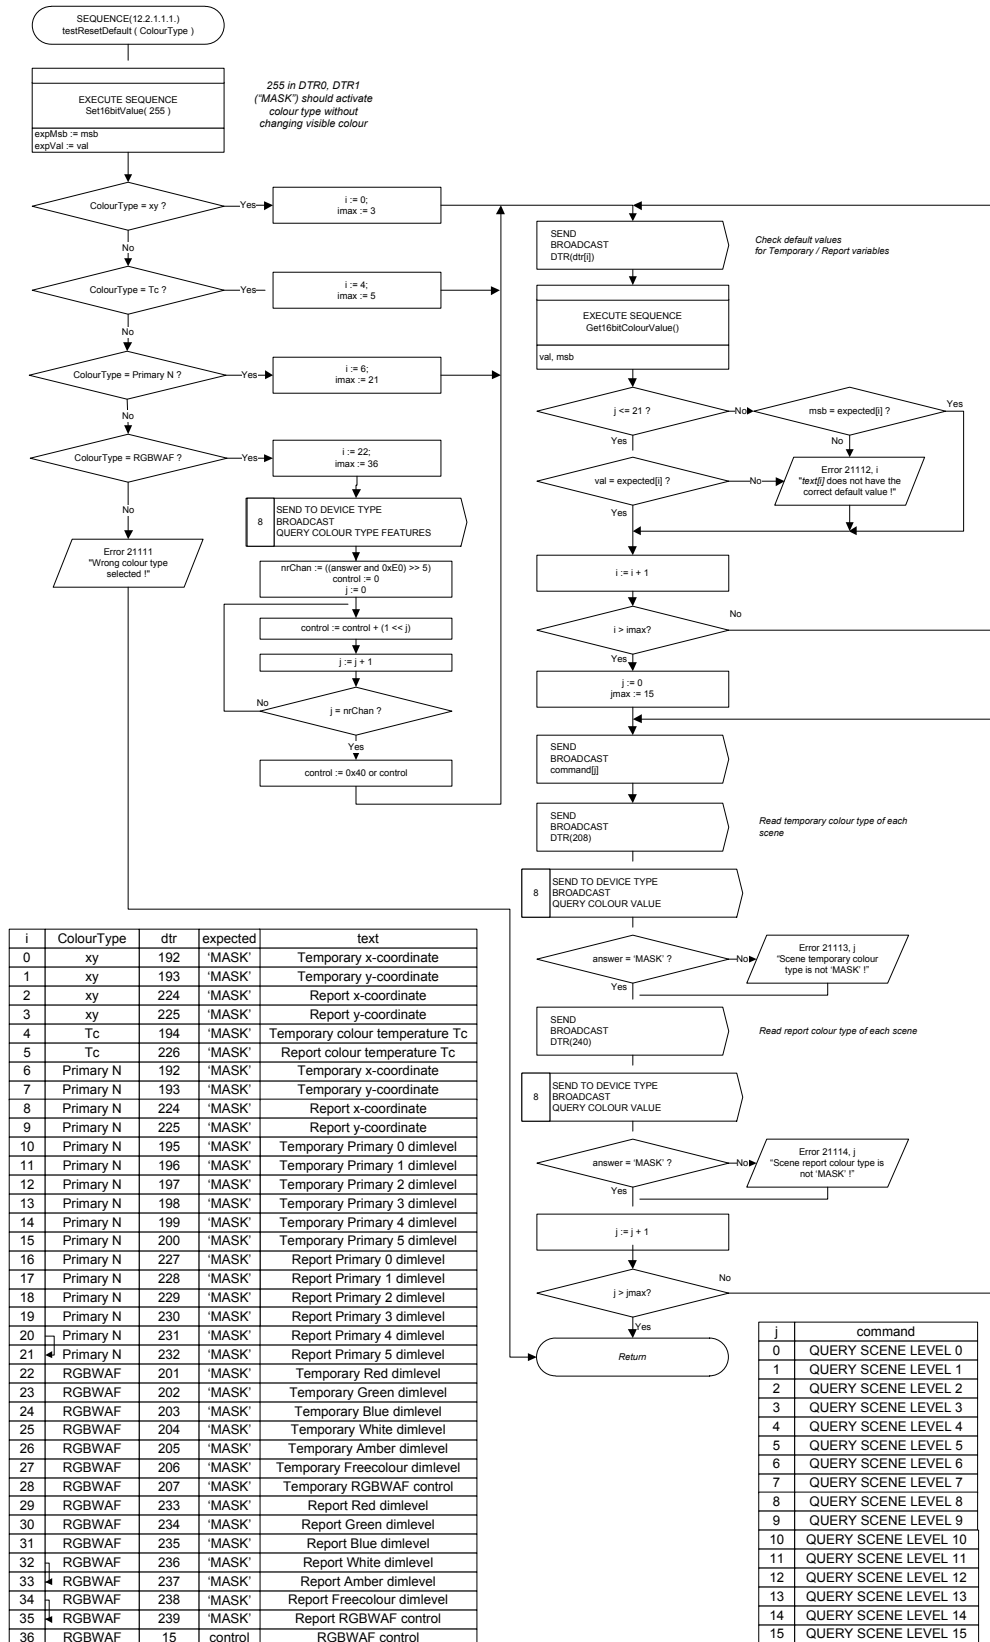 SEQUENCE(12.2.1.1.1.)
testResetDefault ( ColourType )
EXECUTE SEQUENCE
Set16bitValue( 255 )
expMsb := msb
expVal := val
255 in DTR0, DTR1
("MASK") should activate
colour type without
changing visible colour
ColourType = xy ?
Yes
i := 0;
imax := 3
No
ColourType = Tc ?
Yes
i := 4;
imax := 5
No
ColourType = Primary N ?
Yes
i := 6;
imax := 21
No
ColourType = RGBWAF ?
Yes
i := 22;
imax := 36
No
Error 21111
"Wrong colour type
selected !"
8
SEND TO DEVICE TYPE
BROADCAST
QUERY COLOUR TYPE FEATURES
nrChan := ((answer and 0xE0) >> 5)
control := 0
j := 0
control := control + (1 << j)
j := j + 1
No
j = nrChan ?
Yes
control := 0x40 or control
SEND
BROADCAST
DTR(dtr[i])
Check default values
for Temporary / Report variables
EXECUTE SEQUENCE
Get16bitColourValue()
val, msb
j <= 21 ?
No
msb = expected[i] ?
Yes
Yes
No
val = expected[i] ?
No
Error 21112, i
"text[i] does not have the
correct default value !"
Yes
i := i + 1
i > imax?
No
Yes
j := 0
jmax := 15
SEND
BROADCAST
command[j]
SEND
BROADCAST
DTR(208)
Read temporary colour type of each
scene
8
SEND TO DEVICE TYPE
BROADCAST
QUERY COLOUR VALUE
answer = 'MASK' ?
No
Error 21113, j
"Scene temporary colour
type is not 'MASK' !"
Yes
SEND
BROADCAST
DTR(240)
Read report colour type of each scene
8
SEND TO DEVICE TYPE
BROADCAST
QUERY COLOUR VALUE
answer = 'MASK' ?
No
Error 21114, j
"Scene report colour type is
not 'MASK' !"
Yes
j := j + 1
j > jmax?
No
Yes
Return
i ColourType dtr expected text
0 xy 192 'MASK' Temporary x-coordinate
1 xy 193 'MASK' Temporary y-coordinate
2 xy 224 'MASK' Report x-coordinate
3 xy 225 'MASK' Report y-coordinate
4 Tc 194 'MASK' Temporary colour temperature Tc
5 Tc 226 'MASK' Report colour temperature Tc
6 Primary N 192 'MASK' Temporary x-coordinate
7 Primary N 193 'MASK' Temporary y-coordinate
8 Primary N 224 'MASK' Report x-coordinate
9 Primary N 225 'MASK' Report y-coordinate
10 Primary N 195 'MASK' Temporary Primary 0 dimlevel
11 Primary N 196 'MASK' Temporary Primary 1 dimlevel
12 Primary N 197 'MASK' Temporary Primary 2 dimlevel
13 Primary N 198 'MASK' Temporary Primary 3 dimlevel
14 Primary N 199 'MASK' Temporary Primary 4 dimlevel
15 Primary N 200 'MASK' Temporary Primary 5 dimlevel
16 Primary N 227 'MASK' Report Primary 0 dimlevel
17 Primary N 228 'MASK' Report Primary 1 dimlevel
18 Primary N 229 'MASK' Report Primary 2 dimlevel
19 Primary N 230 'MASK' Report Primary 3 dimlevel
20 Primary N 231 'MASK' Report Primary 4 dimlevel
21 Primary N 232 'MASK' Report Primary 5 dimlevel
22 RGBWAF 201 'MASK' Temporary Red dimlevel
23 RGBWAF 202 'MASK' Temporary Green dimlevel
24 RGBWAF 203 'MASK' Temporary Blue dimlevel
25 RGBWAF 204 'MASK' Temporary White dimlevel
26 RGBWAF 205 'MASK' Temporary Amber dimlevel
27 RGBWAF 206 'MASK' Temporary Freecolour dimlevel
28 RGBWAF 207 'MASK' Temporary RGBWAF control
29 RGBWAF 233 'MASK' Report Red dimlevel
30 RGBWAF 234 'MASK' Report Green dimlevel
31 RGBWAF 235 'MASK' Report Blue dimlevel
32 RGBWAF 236 'MASK' Report White dimlevel
33 RGBWAF 237 'MASK' Report Amber dimlevel
34 RGBWAF 238 'MASK' Report Freecolour dimlevel
35 RGBWAF 239 'MASK' Report RGBWAF control
36 RGBWAF 15 control RGBWAF control
j command
0 QUERY SCENE LEVEL 0
1 QUERY SCENE LEVEL 1
2 QUERY SCENE LEVEL 2
3 QUERY SCENE LEVEL 3
4 QUERY SCENE LEVEL 4
5 QUERY SCENE LEVEL 5
6 QUERY SCENE LEVEL 6
7 QUERY SCENE LEVEL 7
8 QUERY SCENE LEVEL 8
9 QUERY SCENE LEVEL 9
10 QUERY SCENE LEVEL 10
11 QUERY SCENE LEVEL 11
12 QUERY SCENE LEVEL 12
13 QUERY SCENE LEVEL 13
14 QUERY SCENE LEVEL 14
15 QUERY SCENE LEVEL 15